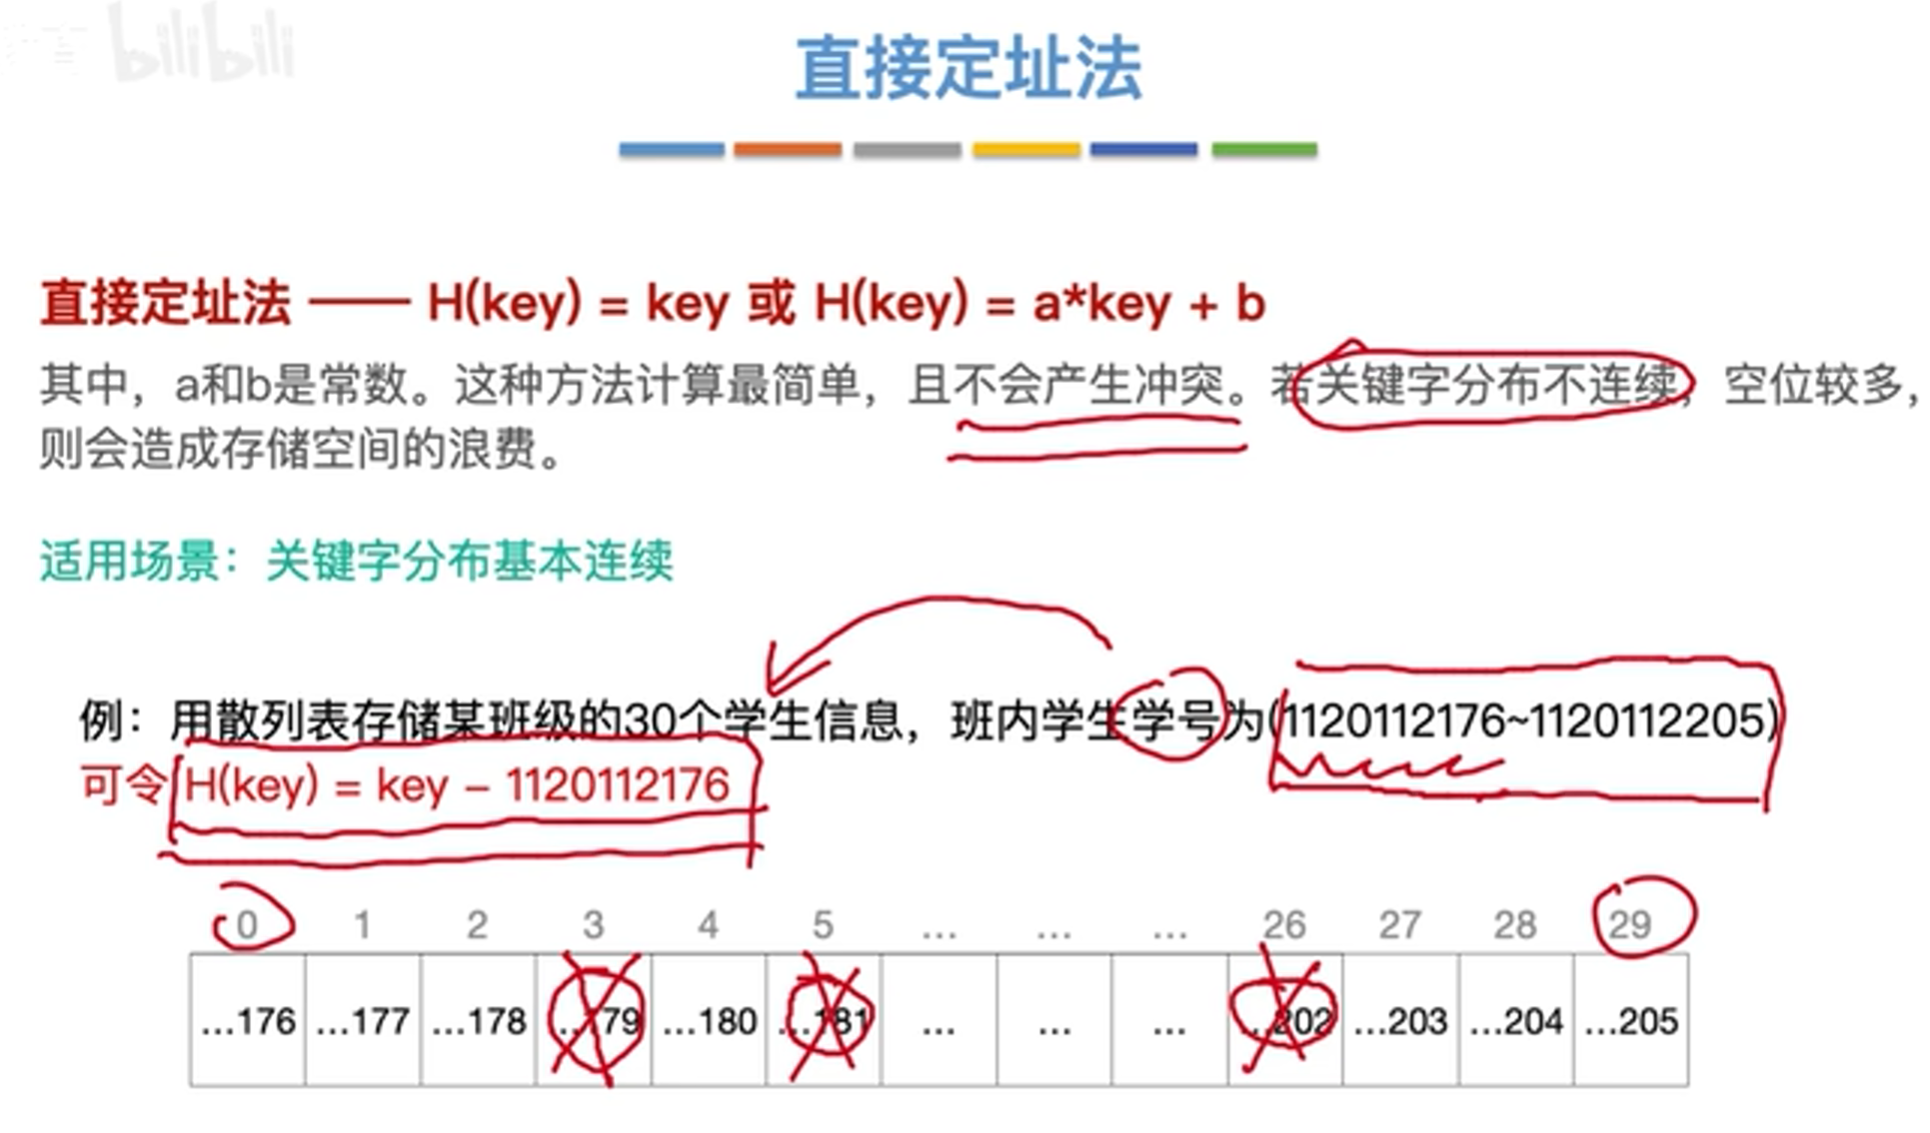 bilibili
直接定址法
直接定址法 —— H(key) = key 或 H(key) = a*key + b
其中，a和b是常数。这种方法计算最简单，且不会产生冲突。若关键字分布不连续，空位较多，
则会造成存储空间的浪费。
适用场景：关键字分布基本连续
例：用散列表存储某班级的30个学生信息，班内学生学号为(1120112176~1120112205)
可令 H(key) = key – 1120112176
0 1 2 3 4 5 ... ... ... 26 27 28 29
...176 ...177 ...178 ...179 ...180 ...181 ... ... ... ...202 ...203 ...204 ...205